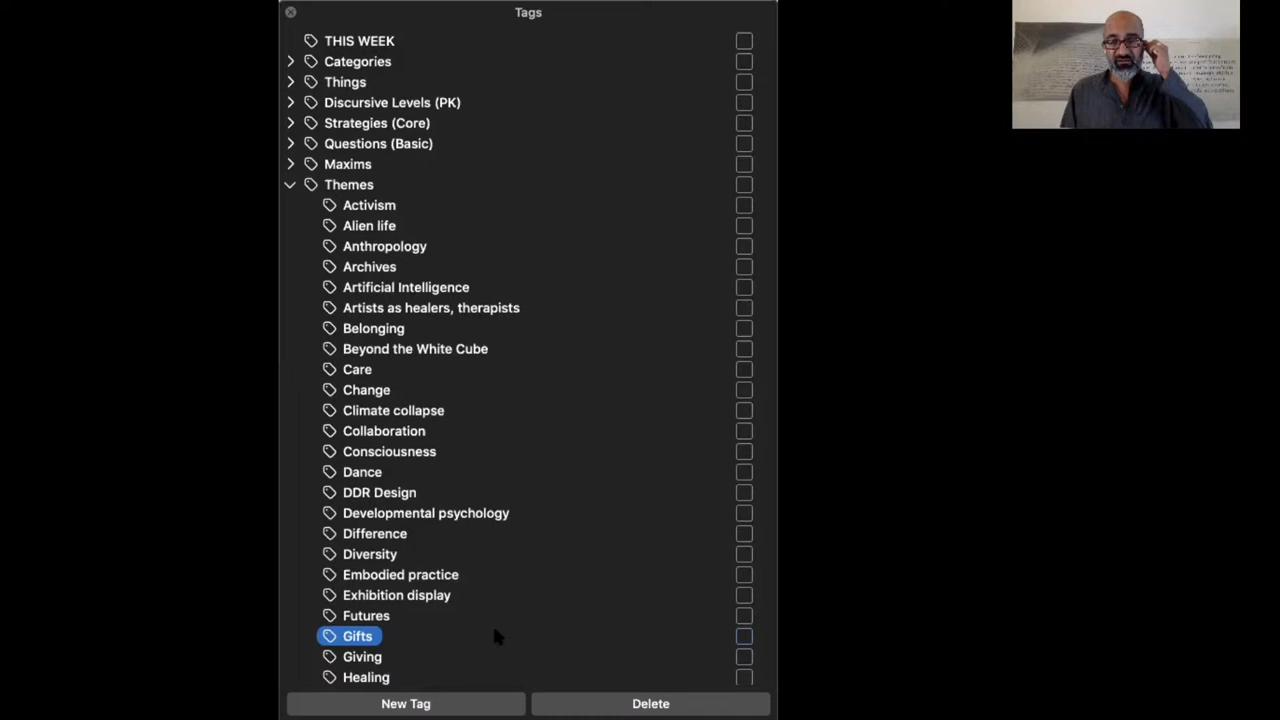 Tags
THIS WEEK
Categories
Things
Discursive Levels (PK)
Strategies (Core)
Questions (Basic)
Maxims
Themes
Activism
Alien life
Anthropology
Archives
Artificial Intelligence
Artists as healers, therapists
Belonging
Beyond the White Cube
Care
Change
Climate collapse
Collaboration
Consciousness
Dance
DDR Design
Developmental psychology
Difference
Diversity
Embodied practice
Exhibition display
Futures
Gifts
Giving
Healing
New Tag
Delete